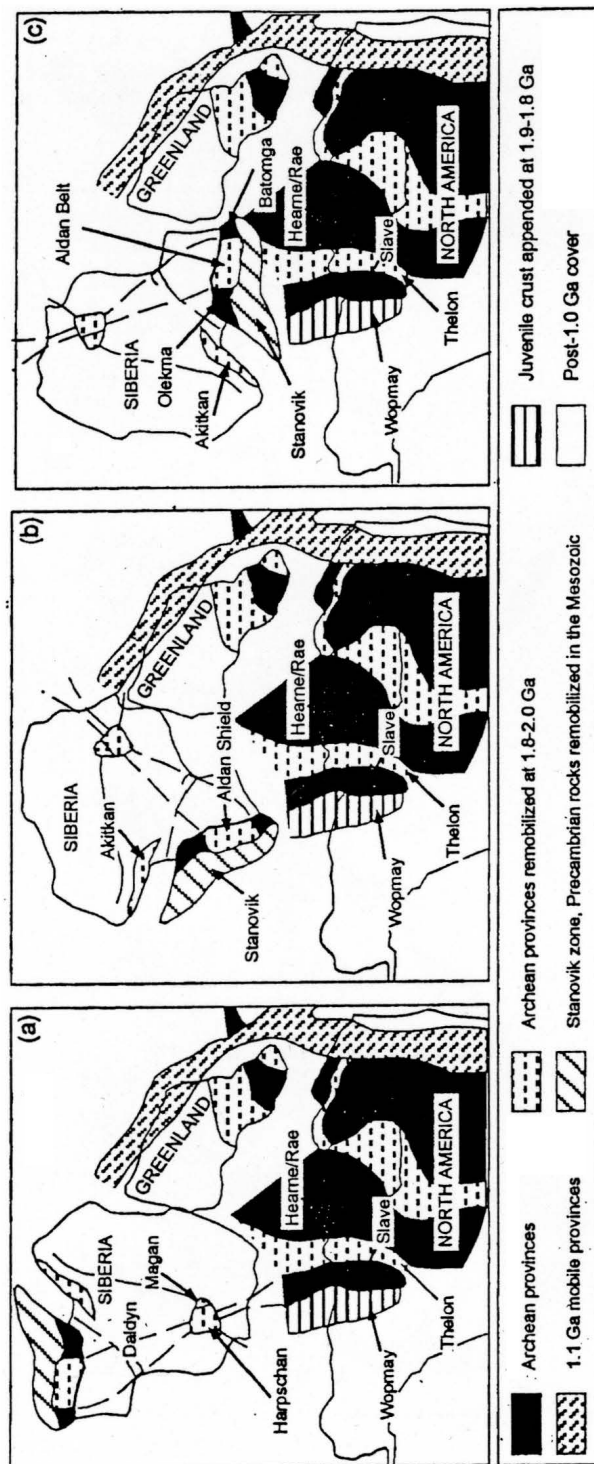 (a)
SIBERIA
Daldyn
Magan
Harpschan
GREENLAND
Hearne/Rae
Slave
NORTH AMERICA
Wopmay
Thelon
(b)
SIBERIA
Akitkan
Aldan Shield
Stanovik
GREENLAND
Hearne/Rae
Slave
NORTH AMERICA
Wopmay
Thelon
(c)
Aldan Belt
SIBERIA
Olekma
Akitkan
Stanovik
Batomga
GREENLAND
Hearne/Rae
Slave
NORTH AMERICA
Wopmay
Thelon
Archean provinces
Archean provinces remobilized at 1.8-2.0 Ga
Juvenile crust appended at 1.9-1.8 Ga
1.1 Ga mobile provinces
Stanovik zone, Precambrian rocks remobilized in the Mesozoic
Post-1.0 Ga cover